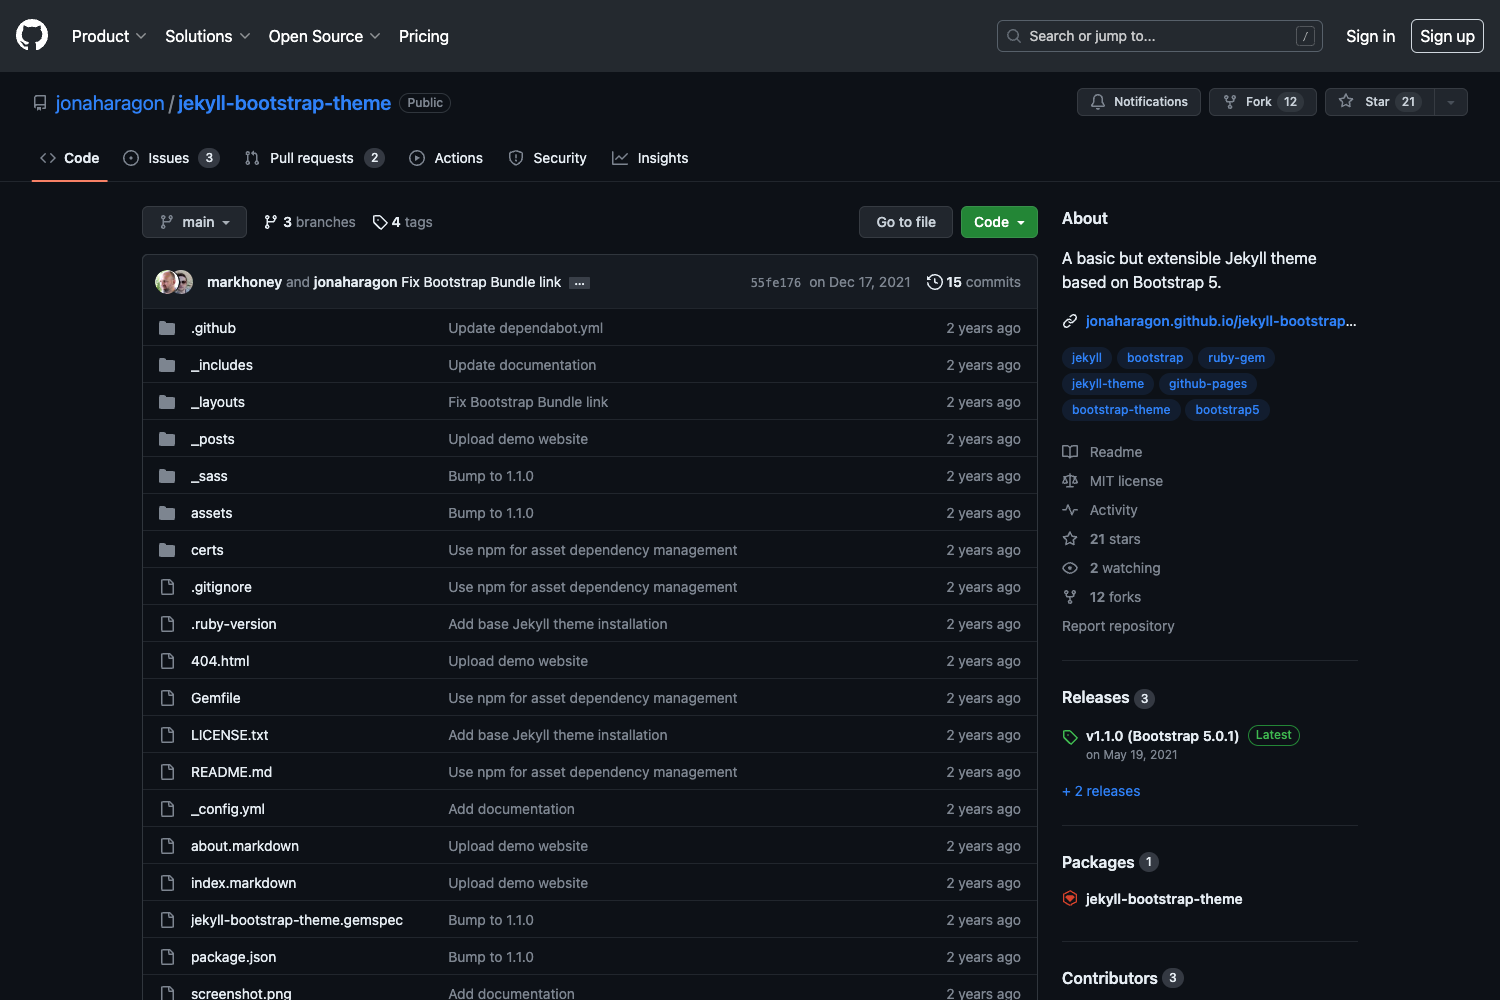 Product Solutions Open Source Pricing Search or jump to... / Sign in Sign up
jonaharagon / jekyll-bootstrap-theme Public Notifications Fork 12 Star 21
Code Issues 3 Pull requests 2 Actions Security Insights
main 3 branches 4 tags Go to file Code
markhoney and jonaharagon Fix Bootstrap Bundle link ... 55fe176 on Dec 17, 2021 15 commits
.github Update dependabot.yml 2 years ago
_includes Update documentation 2 years ago
_layouts Fix Bootstrap Bundle link 2 years ago
_posts Upload demo website 2 years ago
_sass Bump to 1.1.0 2 years ago
assets Bump to 1.1.0 2 years ago
certs Use npm for asset dependency management 2 years ago
.gitignore Use npm for asset dependency management 2 years ago
.ruby-version Add base Jekyll theme installation 2 years ago
404.html Upload demo website 2 years ago
Gemfile Use npm for asset dependency management 2 years ago
LICENSE.txt Add base Jekyll theme installation 2 years ago
README.md Use npm for asset dependency management 2 years ago
_config.yml Add documentation 2 years ago
about.markdown Upload demo website 2 years ago
index.markdown Upload demo website 2 years ago
jekyll-bootstrap-theme.gemspec Bump to 1.1.0 2 years ago
package.json Bump to 1.1.0 2 years ago
screenshot.png Add documentation 2 years ago
About
A basic but extensible Jekyll theme
based on Bootstrap 5.
jonaharagon.github.io/jekyll-bootstrap...
jekyll bootstrap ruby-gem
jekyll-theme github-pages
bootstrap-theme bootstrap5
Readme
MIT license
Activity
21 stars
2 watching
12 forks
Report repository
Releases 3
v1.1.0 (Bootstrap 5.0.1) Latest
on May 19, 2021
+ 2 releases
Packages 1
jekyll-bootstrap-theme
Contributors 3